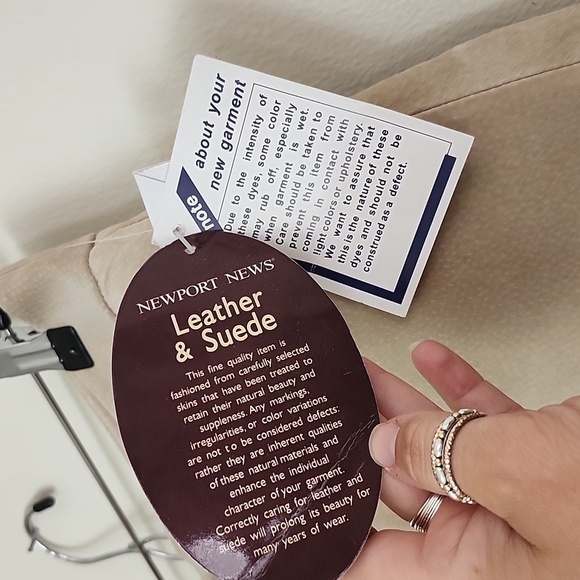 about your
new garment
note
Due to the intensity of
these dyes, some color
may rub off, especially
when garment is wet.
Care should be taken to
prevent this item from
coming in contact with
light colors or upholstery.
We want to assure that
this is the nature of these
dyes and should not be
construed as a defect.
NEWPORT NEWS®
Leather
& Suede
This fine quality item is
fashioned from carefully selected
skins that have been treated to
retain their natural beauty and
suppleness. Any markings,
irregularities, or color variations
are not to be considered defects:
rather they are inherent qualities
of these natural materials and
enhance the individual
character of your garment.
Correctly caring for leather and
suede will prolong its beauty for
many years of wear.